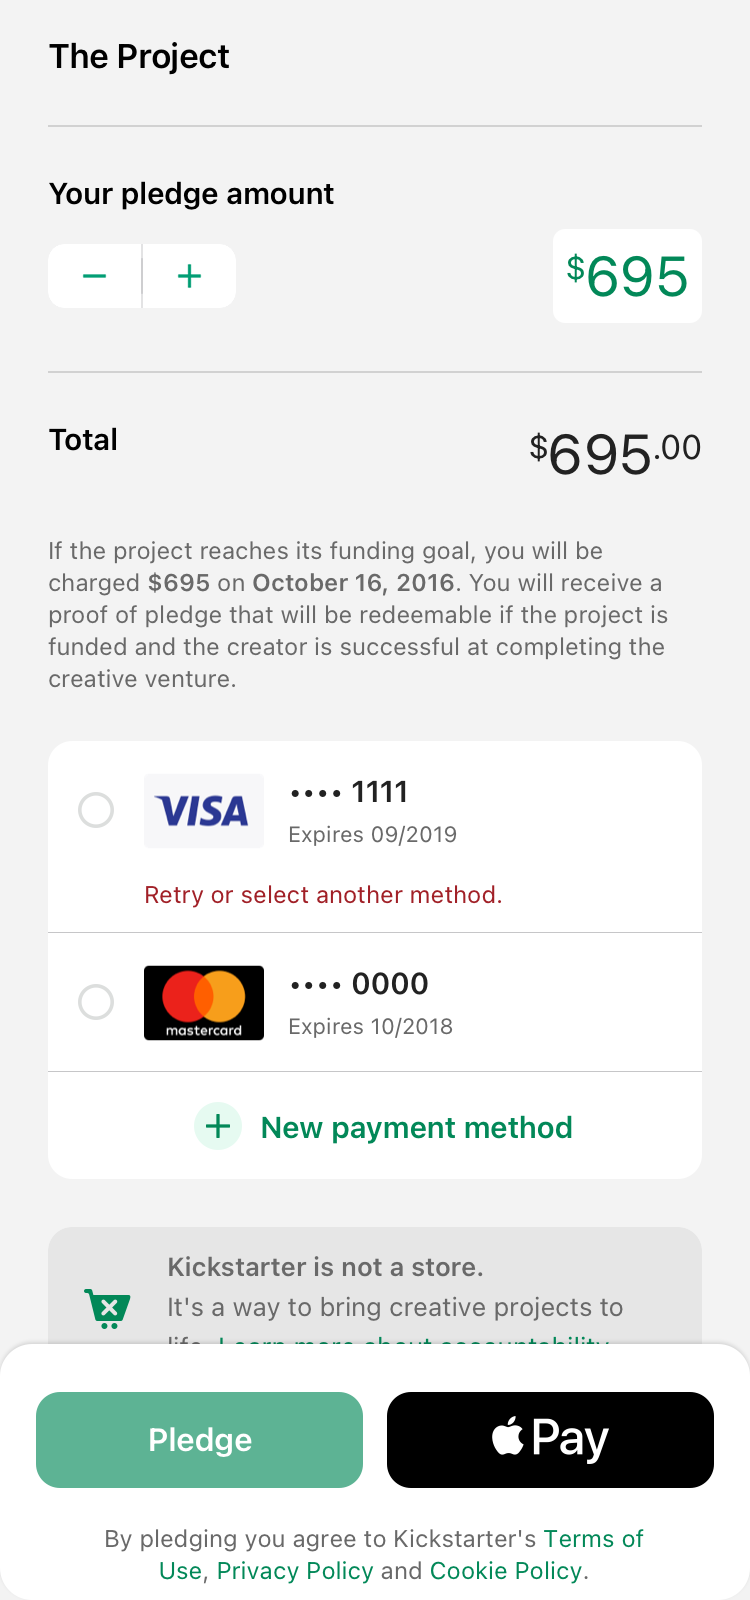 The Project
Your pledge amount
$695
Total
$695.00
If the project reaches its funding goal, you will be
charged $695 on October 16, 2016. You will receive a
proof of pledge that will be redeemable if the project is
funded and the creator is successful at completing the
creative venture.
VISA
•••• 1111
Expires 09/2019
Retry or select another method.
mastercard
•••• 0000
Expires 10/2018
New payment method
Kickstarter is not a store.
It's a way to bring creative projects to
life. Learn more about accountability.
Pledge
Pay
By pledging you agree to Kickstarter's Terms of
Use, Privacy Policy and Cookie Policy.